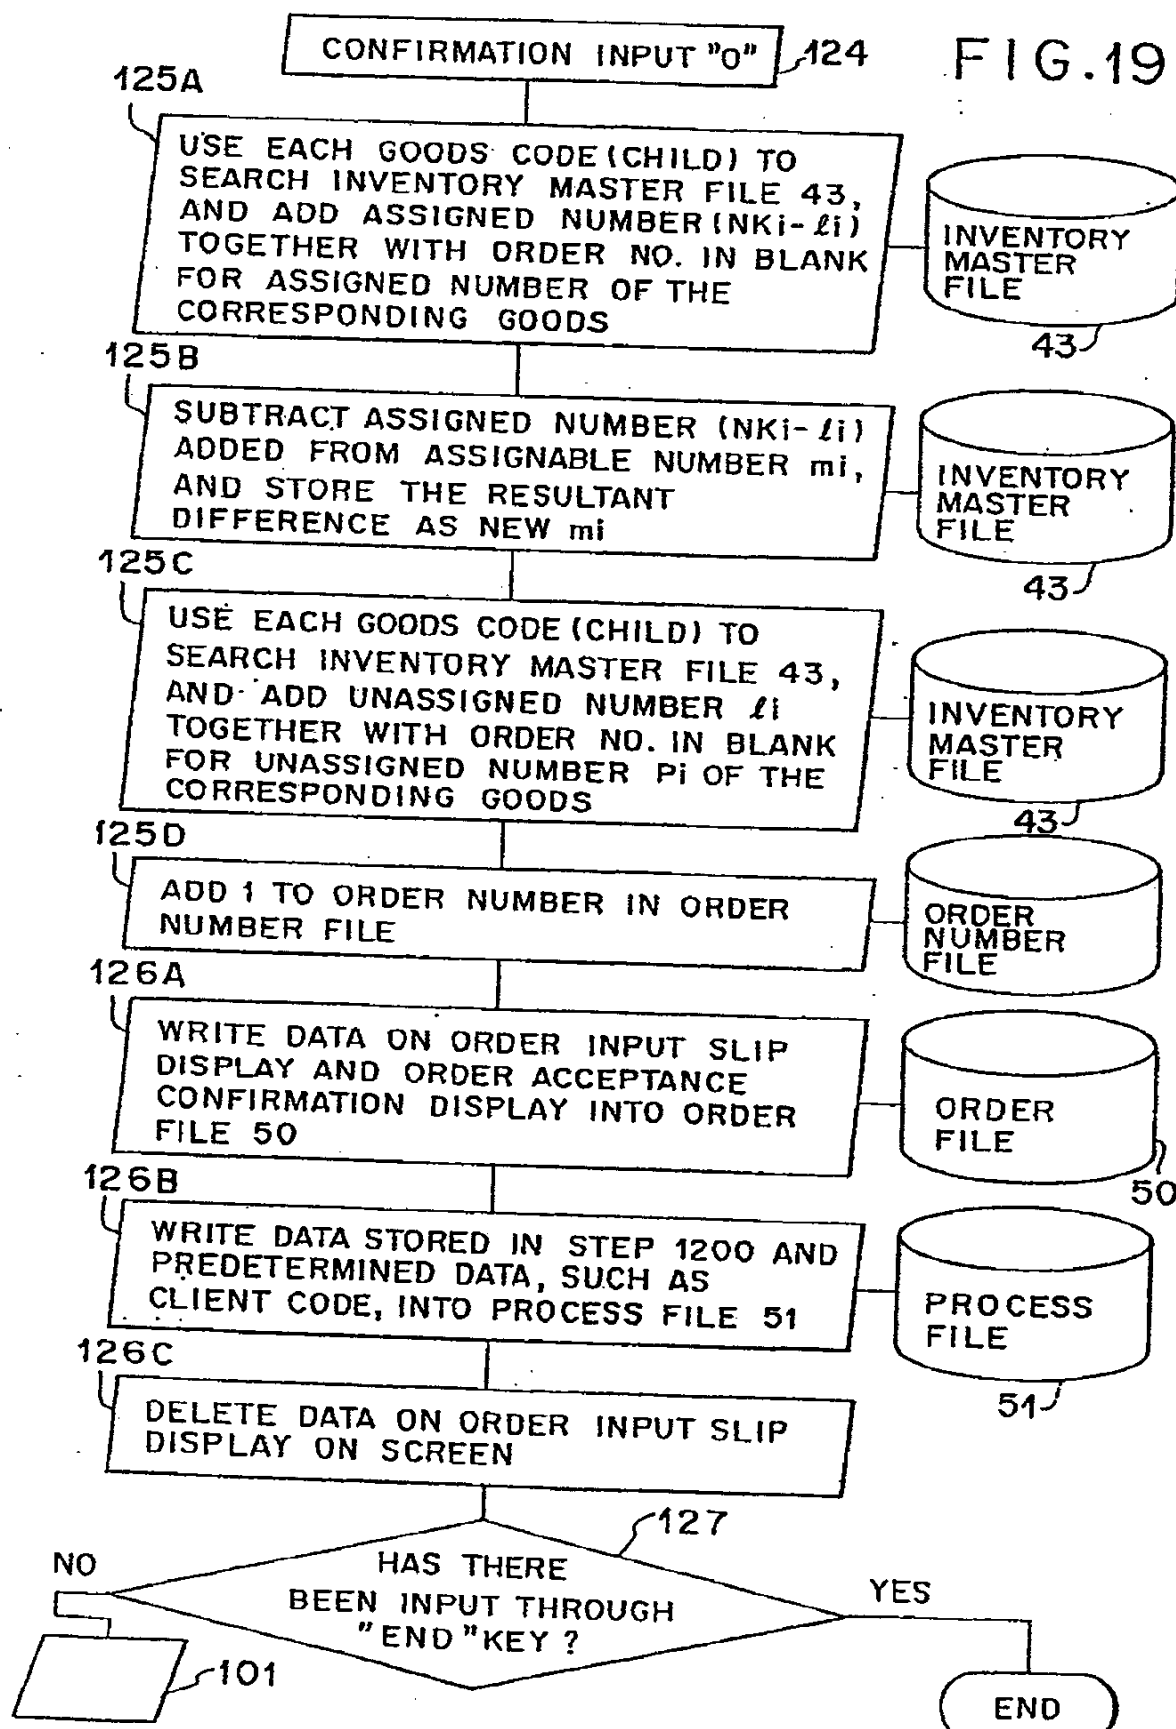 CONFIRMATION INPUT "0"
124
FIG.19
125A
USE EACH GOODS CODE (CHILD) TO
SEARCH INVENTORY MASTER FILE 43,
AND ADD ASSIGNED NUMBER (NKi-ℓi)
TOGETHER WITH ORDER NO. IN BLANK
FOR ASSIGNED NUMBER OF THE
CORRESPONDING GOODS
INVENTORY
MASTER
FILE
43
125B
SUBTRACT ASSIGNED NUMBER (NKi-ℓi)
ADDED FROM ASSIGNABLE NUMBER mi,
AND STORE THE RESULTANT
DIFFERENCE AS NEW mi
INVENTORY
MASTER
FILE
43
125C
USE EACH GOODS CODE (CHILD) TO
SEARCH INVENTORY MASTER FILE 43,
AND ADD UNASSIGNED NUMBER ℓi
TOGETHER WITH ORDER NO. IN BLANK
FOR UNASSIGNED NUMBER Pi OF THE
CORRESPONDING GOODS
INVENTORY
MASTER
FILE
43
125D
ADD 1 TO ORDER NUMBER IN ORDER
NUMBER FILE
ORDER
NUMBER
FILE
126A
WRITE DATA ON ORDER INPUT SLIP
DISPLAY AND ORDER ACCEPTANCE
CONFIRMATION DISPLAY INTO ORDER
FILE 50
ORDER
FILE
50
126B
WRITE DATA STORED IN STEP 1200 AND
PREDETERMINED DATA, SUCH AS
CLIENT CODE, INTO PROCESS FILE 51
PROCESS
FILE
51
126C
DELETE DATA ON ORDER INPUT SLIP
DISPLAY ON SCREEN
127
HAS THERE
BEEN INPUT THROUGH
"END" KEY ?
NO
YES
101
END